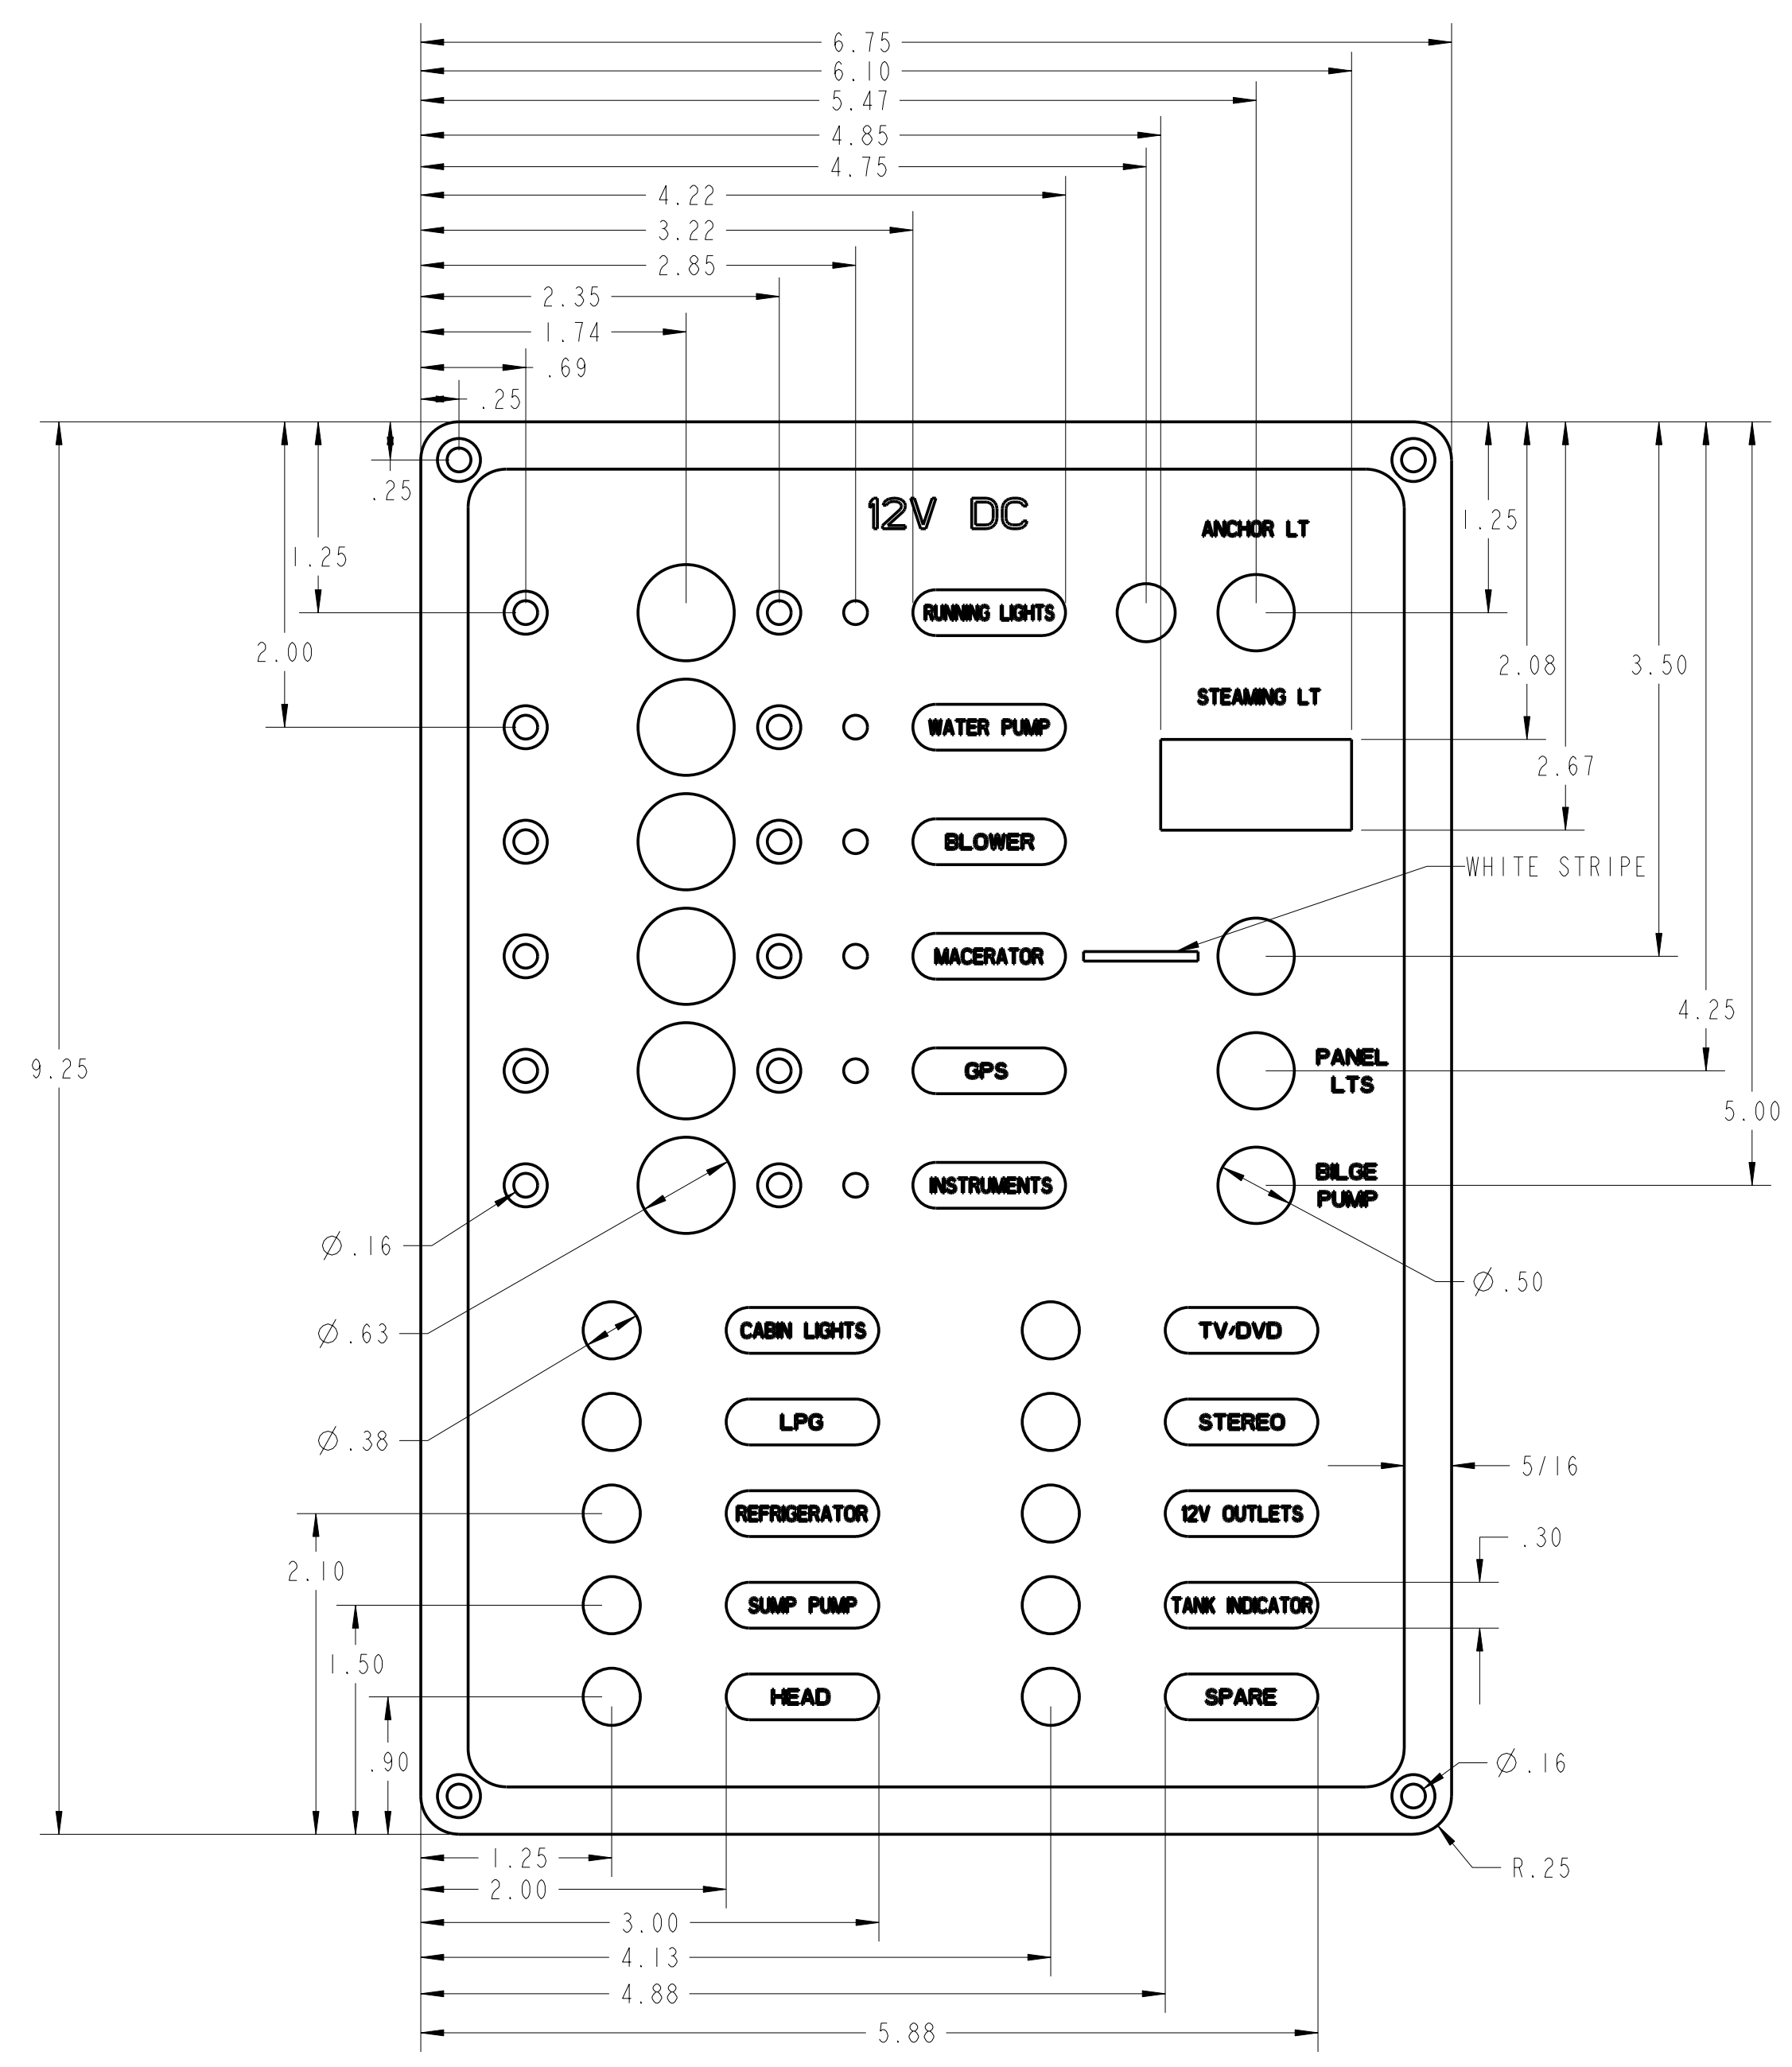 6.75
6.10
5.47
4.85
4.75
4.22
3.22
2.85
2.35
1.74
.69
.25
.25
1.25
2.00
9.25
12V DC
ANCHOR LT
1.25
RUNNING LIGHTS
2.08
3.50
STEAMING LT
WATER PUMP
2.67
BLOWER
WHITE STRIPE
MACERATOR
4.25
GPS
PANEL
LTS
5.00
INSTRUMENTS
BILGE
PUMP
Ø.16
Ø.50
Ø.63
CABIN LIGHTS
TV/DVD
Ø.38
LPG
STEREO
5/16
REFRIGERATOR
12V OUTLETS
.30
2.10
SUMP PUMP
TANK INDICATOR
1.50
HEAD
SPARE
.90
Ø.16
1.25
R.25
2.00
3.00
4.13
4.88
5.88